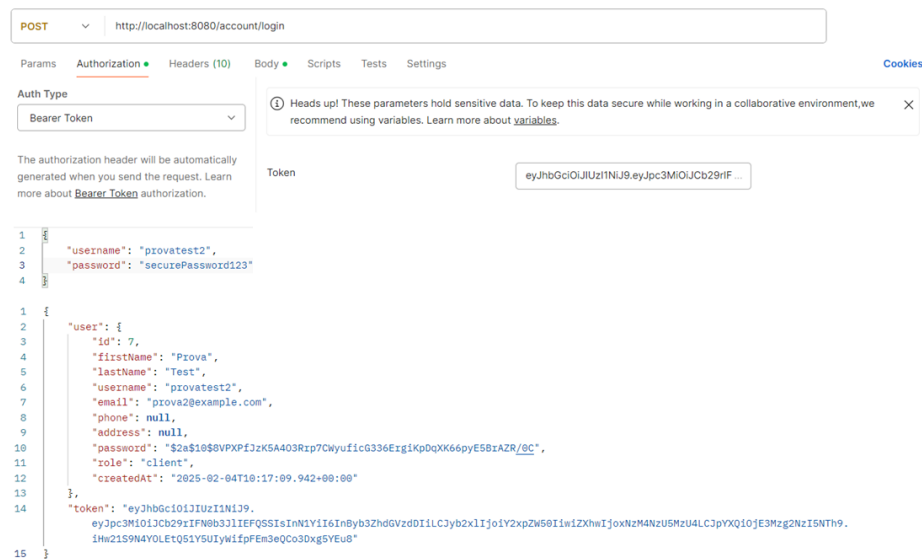 POST http://localhost:8080/account/login
Params Authorization Headers (10) Body Scripts Tests Settings Cookies
Auth Type
Bearer Token
Heads up! These parameters hold sensitive data. To keep this data secure while working in a collaborative environment,we
recommend using variables. Learn more about variables.
The authorization header will be automatically
generated when you send the request. Learn
more about Bearer Token authorization.
Token eyJhbGciOiJIUzI1NiJ9.eyJpc3MiOiJCb29rIF ...
1 {
2 "username": "provatest2",
3 "password": "securePassword123"
4 }
1 {
2 "user": {
3 "id": 7,
4 "firstName": "Prova",
5 "lastName": "Test",
6 "username": "provatest2",
7 "email": "prova2@example.com",
8 "phone": null,
9 "address": null,
10 "password": "$2a$10$8VPXPfJzK5A4O3Rrp7CWyuficG336ErgiKpDqXK66pyE5BrAZR/0C",
11 "role": "client",
12 "createdAt": "2025-02-04T10:17:09.942+00:00"
13 },
14 "token": "eyJhbGciOiJIUzI1NiJ9.
eyJpc3MiOiJCb29rIFN0b3JlIEFQSSIsInN1YiI6InByb3ZhdGVzdDIiLCJyb2xlIjoiY2xpZW50IiwiZXhwIjoxNzM4NzU5MzU4LCJpYXQiOjE3Mzg2NzI5NTh9.
iHw21S9N4YOLEtQ51Y5UIyWifpFEm3eQCo3Dxg5YEu8"
15 }